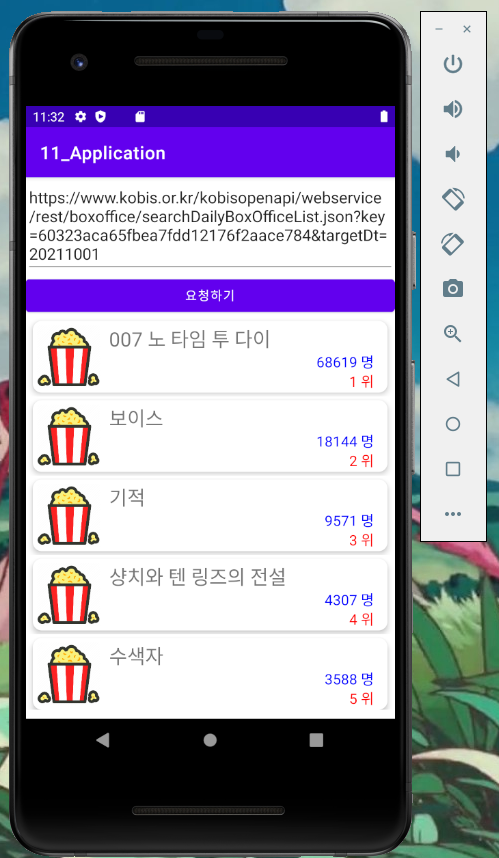 11:32
11_Application
https://www.kobis.or.kr/kobisopenapi/webservice
/rest/boxoffice/searchDailyBoxOfficeList.json?key
=60323aca65fbea7fdd12176f2aace784&targetDt=
20211001
요청하기
007 노 타임 투 다이
68619 명
1 위
보이스
18144 명
2 위
기적
9571 명
3 위
샹치와 텐 링즈의 전설
4307 명
4 위
수색자
3588 명
5 위